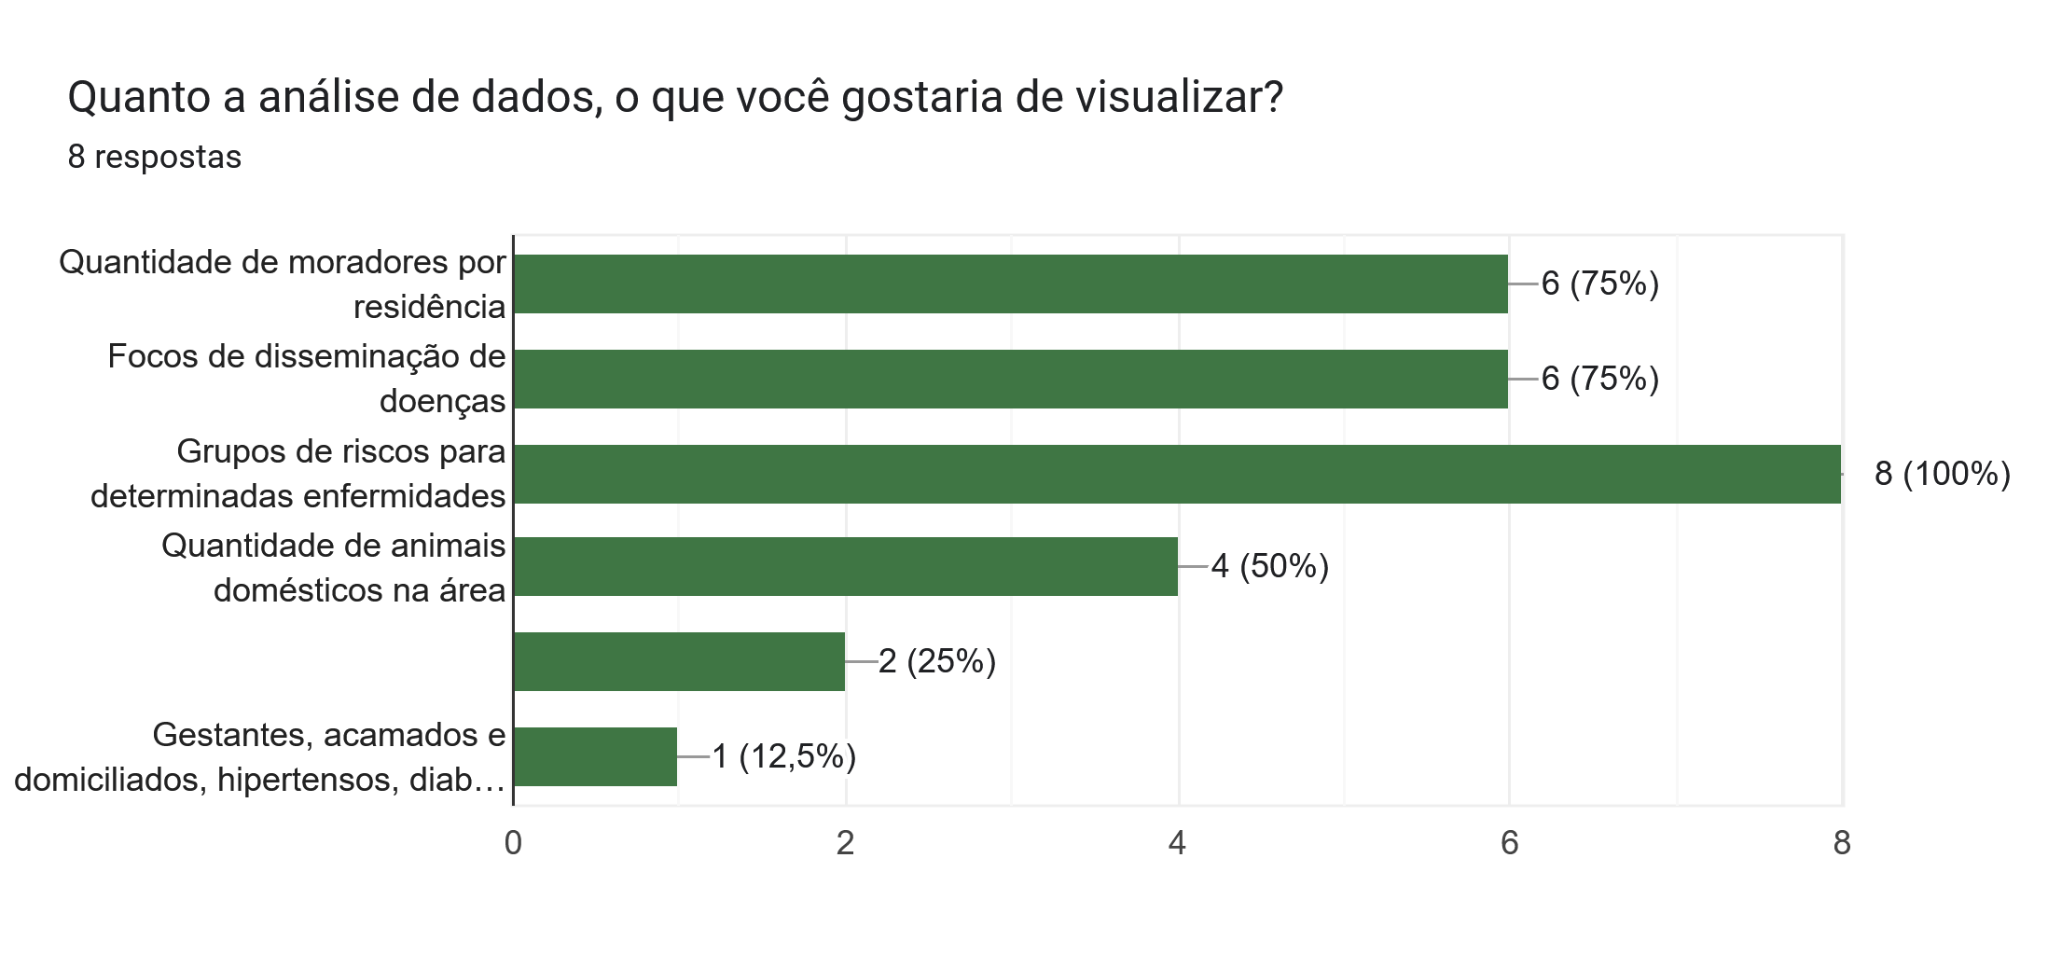 Quanto a análise de dados, o que você gostaria de visualizar?
8 respostas
Quantidade de moradores por
residência
6 (75%)
Focos de disseminação de
doenças
6 (75%)
Grupos de riscos para
determinadas enfermidades
8 (100%)
Quantidade de animais
domésticos na área
4 (50%)
2 (25%)
Gestantes, acamados e
domiciliados, hipertensos, diab…
1 (12,5%)
0 2 4 6 8